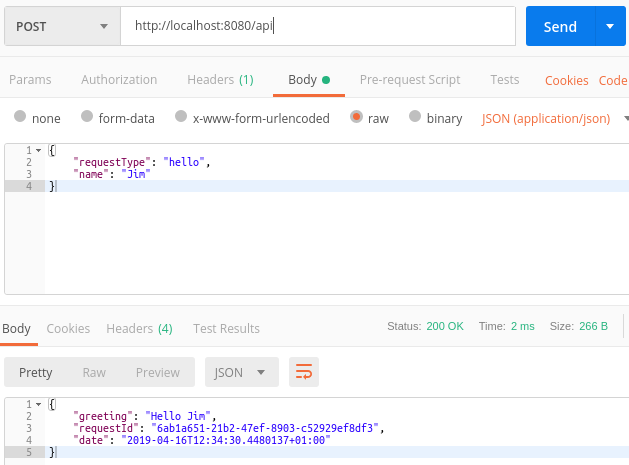 POST http://localhost:8080/api Send
Params Authorization Headers (1) Body Pre-request Script Tests Cookies Code
none form-data x-www-form-urlencoded raw binary JSON (application/json)
1 {
2 "requestType": "hello",
3 "name": "Jim"
4 }
Body Cookies Headers (4) Test Results Status: 200 OK Time: 2 ms Size: 266 B
Pretty Raw Preview JSON
1 {
2 "greeting": "Hello Jim",
3 "requestId": "6ab1a651-21b2-47ef-8903-c52929ef8df3",
4 "date": "2019-04-16T12:34:30.4480137+01:00"
5 }